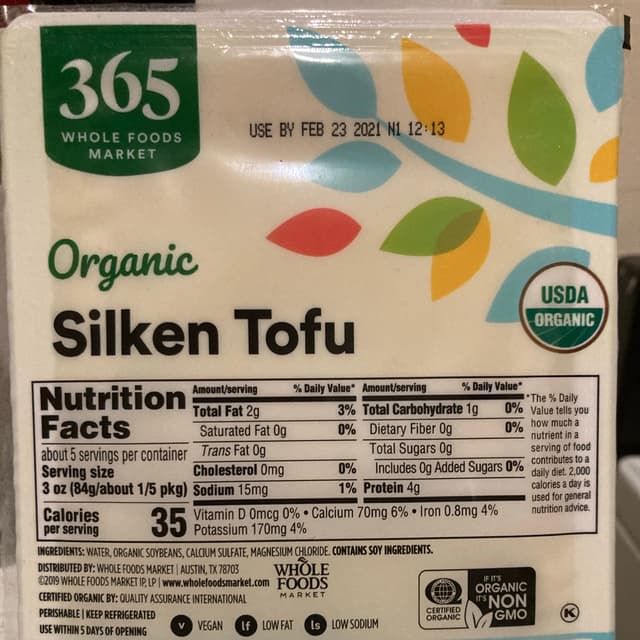 365
WHOLE FOODS
MARKET
USE BY FEB 23 2021 N1 12:13
Organic
Silken Tofu
USDA
ORGANIC
Nutrition
Facts
about 5 servings per container
Serving size
3 oz (84g/about 1/5 pkg)
Calories
per serving
35
Amount/serving % Daily Value*
Total Fat 2g 3%
Saturated Fat 0g 0%
Trans Fat 0g
Cholesterol 0mg 0%
Sodium 15mg 1%
Amount/serving % Daily Value*
Total Carbohydrate 1g 0%
Dietary Fiber 0g 0%
Total Sugars 0g
Includes 0g Added Sugars 0%
Protein 4g
Vitamin D 0mcg 0% • Calcium 70mg 6% • Iron 0.8mg 4%
Potassium 170mg 4%
*The % Daily
Value tells you
how much a
nutrient in a
serving of food
contributes to a
daily diet. 2,000
calories a day is
used for general
nutrition advice.
INGREDIENTS: WATER, ORGANIC SOYBEANS, CALCIUM SULFATE, MAGNESIUM CHLORIDE. CONTAINS SOY INGREDIENTS.
DISTRIBUTED BY: WHOLE FOODS MARKET | AUSTIN, TX 78703
©2019 WHOLE FOODS MARKET IP, LP | www.wholefoodsmarket.com
CERTIFIED ORGANIC BY: QUALITY ASSURANCE INTERNATIONAL
PERISHABLE | KEEP REFRIGERATED
USE WITHIN 5 DAYS OF OPENING
WHOLE
FOODS
MARKET
V VEGAN
Lf LOW FAT
Ls LOW SODIUM
CERTIFIED
ORGANIC
IF IT'S
ORGANIC
IT'S NON
GMO
K